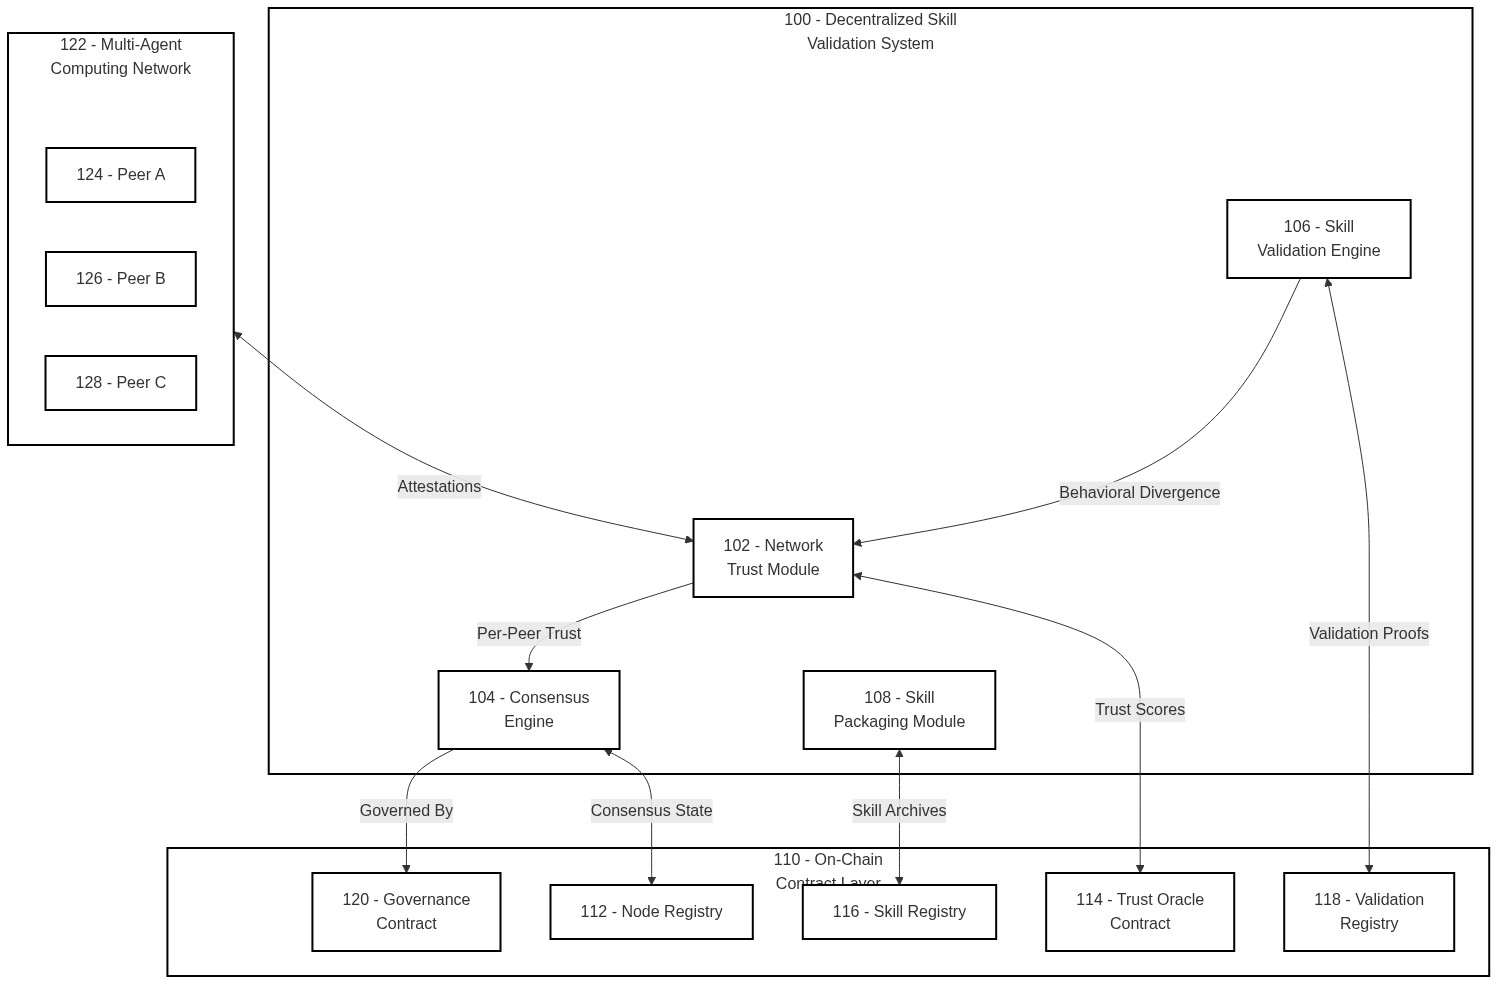 100 - Decentralized Skill
Validation System
122 - Multi-Agent
Computing Network
124 - Peer A
126 - Peer B
128 - Peer C
106 - Skill
Validation Engine
Attestations
Behavioral Divergence
102 - Network
Trust Module
Per-Peer Trust
Validation Proofs
104 - Consensus
Engine
108 - Skill
Packaging Module
Trust Scores
Governed By
Consensus State
Skill Archives
110 - On-Chain
Contract Layer
120 - Governance
Contract
112 - Node Registry
116 - Skill Registry
114 - Trust Oracle
Contract
118 - Validation
Registry